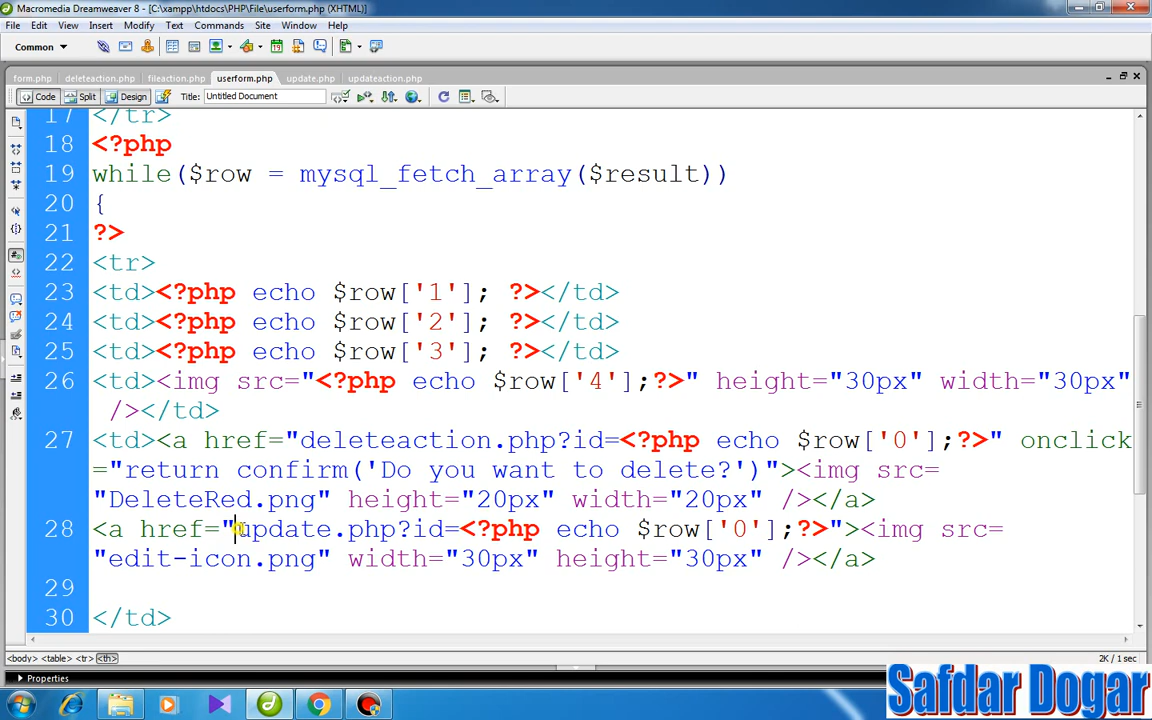 Macromedia Dreamweaver 8 - [C:\xampp\htdocs\PHP\File\userform.php (XHTML)]
File Edit View Insert Modify Text Commands Site Window Help
Common
form.php deleteaction.php fileaction.php userform.php update.php updateaction.php
Code Split Design Title: Untitled Document
17 </tr>
18 <?php
19 while($row = mysql_fetch_array($result))
20 {
21 ?>
22 <tr>
23 <td><?php echo $row['1']; ?></td>
24 <td><?php echo $row['2']; ?></td>
25 <td><?php echo $row['3']; ?></td>
26 <td><img src="<?php echo $row['4'];?>" height="30px" width="30px"
/></td>
27 <td><a href="deleteaction.php?id=<?php echo $row['0'];?>" onclick
="return confirm('Do you want to delete?')"><img src=
"DeleteRed.png" height="20px" width="20px" /></a>
28 <a href="update.php?id=<?php echo $row['0'];?>"><img src=
"edit-icon.png" width="30px" height="30px" /></a>
29
30 </td>
<body> <table> <tr> <th> 2K / 1 sec
Properties
Safdar Dogar